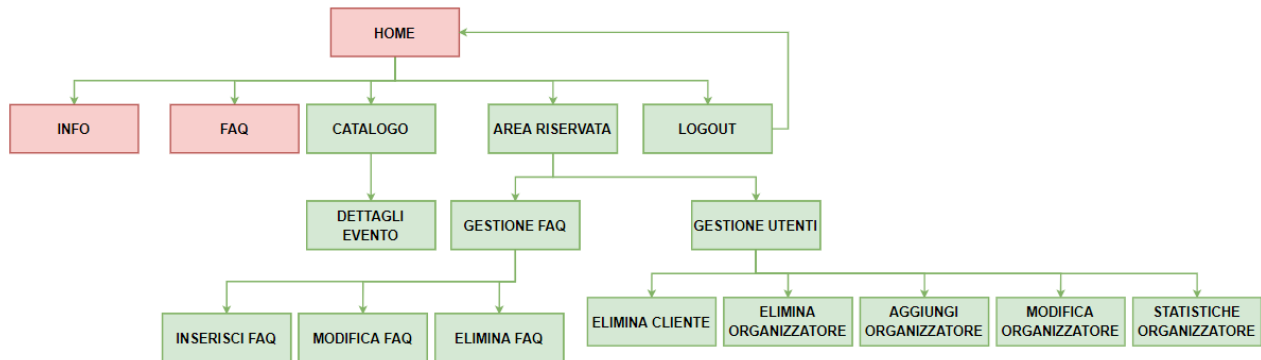 HOME
INFO
FAQ
CATALOGO
AREA RISERVATA
LOGOUT
DETTAGLI
EVENTO
GESTIONE FAQ
GESTIONE UTENTI
INSERISCI FAQ
MODIFICA FAQ
ELIMINA FAQ
ELIMINA CLIENTE
ELIMINA
ORGANIZZATORE
AGGIUNGI
ORGANIZZATORE
MODIFICA
ORGANIZZATORE
STATISTICHE
ORGANIZZATORE